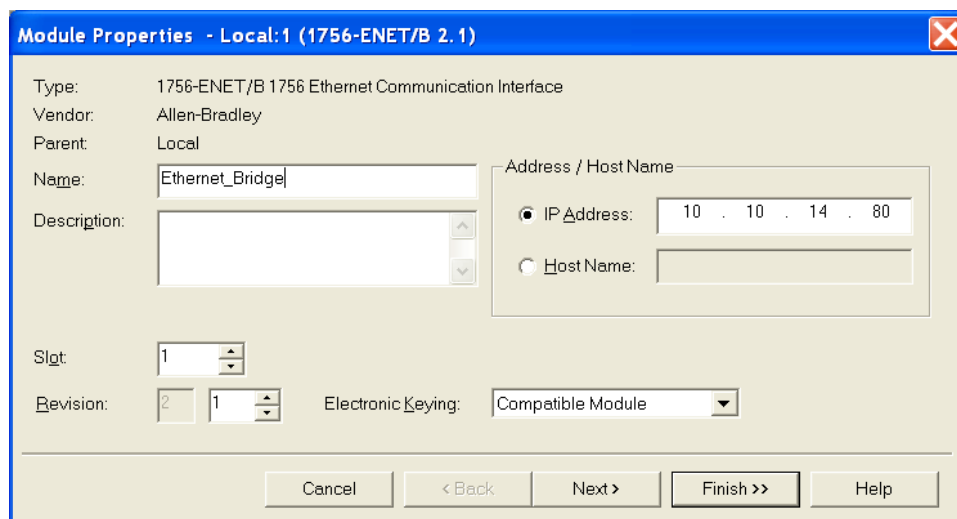 Module Properties - Local:1 (1756-ENET/B 2.1)
Type: 1756-ENET/B 1756 Ethernet Communication Interface
Vendor: Allen-Bradley
Parent: Local
Name: Ethernet_Bridge
Address / Host Name
IP Address: 10 . 10 . 14 . 80
Description:
Host Name:
Slot: 1
Revision: 2 1 Electronic Keying: Compatible Module
Cancel < Back Next > Finish >> Help